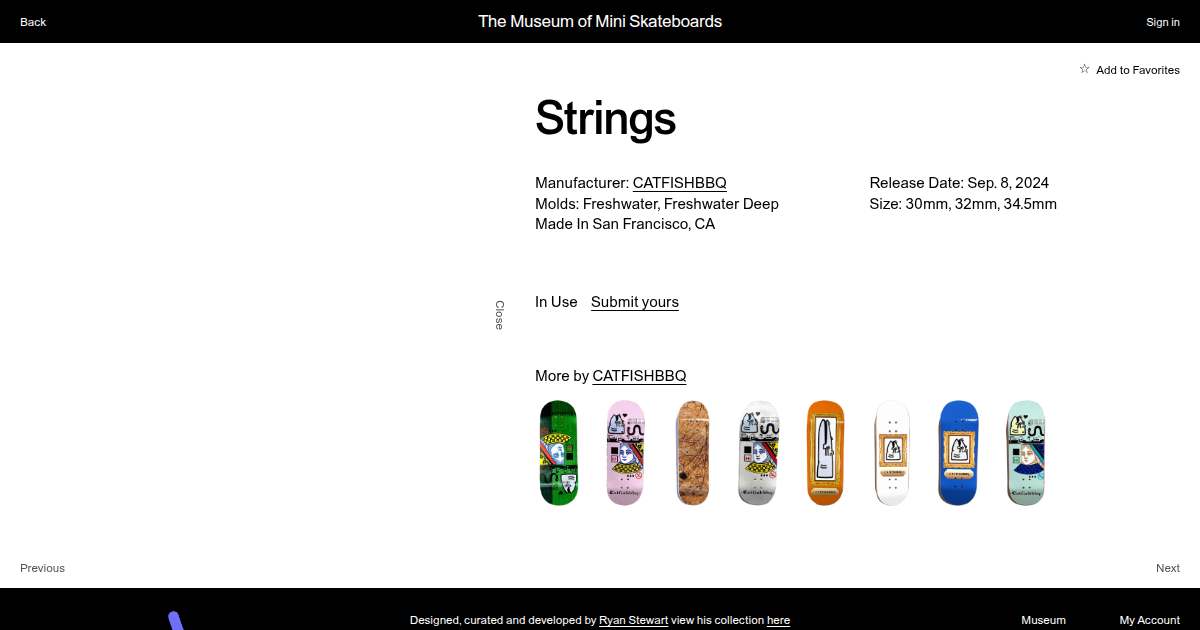 Back
The Museum of Mini Skateboards
Sign in
☆ Add to Favorites
Strings
Manufacturer: CATFISHBBQ
Molds: Freshwater, Freshwater Deep
Made In San Francisco, CA
Release Date: Sep. 8, 2024
Size: 30mm, 32mm, 34.5mm
Close
In Use Submit yours
More by CATFISHBBQ
Previous
Next
Designed, curated and developed by Ryan Stewart view his collection here
Museum
My Account